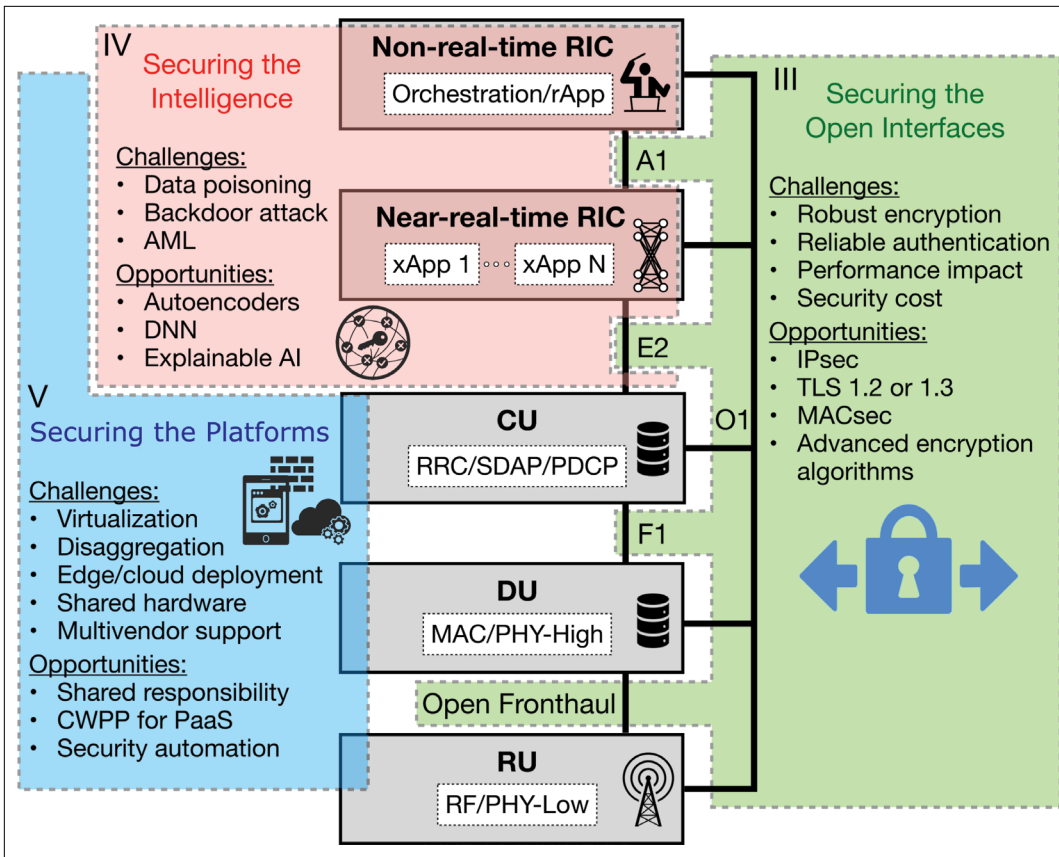 IV
Securing the
Intelligence
Challenges:
• Data poisoning
• Backdoor attack
• AML
Opportunities:
• Autoencoders
• DNN
• Explainable AI
V
Securing the Platforms
Challenges:
• Virtualization
• Disaggregation
• Edge/cloud deployment
• Shared hardware
• Multivendor support
Opportunities:
• Shared responsibility
• CWPP for PaaS
• Security automation
Non-real-time RIC
Orchestration/rApp
A1
Near-real-time RIC
xApp 1 ···· xApp N
E2
CU
RRC/SDAP/PDCP
O1
F1
DU
MAC/PHY-High
Open Fronthaul
RU
RF/PHY-Low
III
Securing the
Open Interfaces
Challenges:
• Robust encryption
• Reliable authentication
• Performance impact
• Security cost
Opportunities:
• IPsec
• TLS 1.2 or 1.3
• MACsec
• Advanced encryption
algorithms